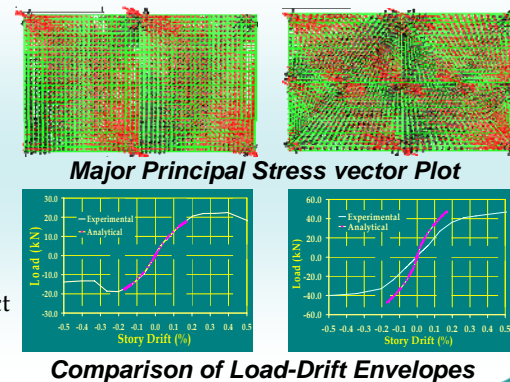 Major Principal Stress vector Plot
Load (kN)
30.0
20.0
10.0
0.0
-10.0
-20.0
-30.0
Experimental
Analytical
-0.5 -0.4 -0.3 -0.2 -0.1 0.0 0.1 0.2 0.3 0.4 0.5
Story Drift (%)
Load (kN)
60.0
40.0
20.0
0.0
-20.0
-40.0
-60.0
Experimental
Analytical
-0.5 -0.4 -0.3 -0.2 -0.1 0.0 0.1 0.2 0.3 0.4 0.5
Story Drift (%)
Comparison of Load-Drift Envelopes